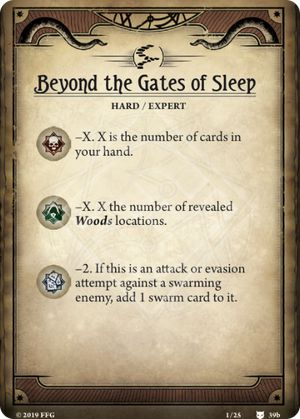 Beyond the Gates of Sleep
HARD / EXPERT
–X. X is the number of cards in
your hand.
–X. X the number of revealed
Woods locations.
–2. If this is an attack or evasion
attempt against a swarming
enemy, add 1 swarm card to it.
© 2019 FFG 1/25 39b